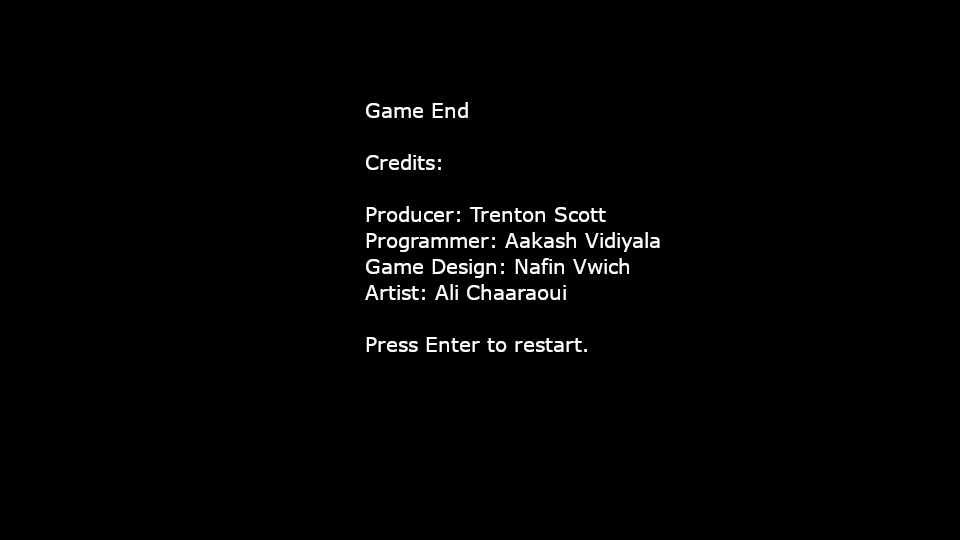 Game End
Credits:
Producer: Trenton Scott
Programmer: Aakash Vidiyala
Game Design: Nafin Vwich
Artist: Ali Chaaraoui
Press Enter to restart.